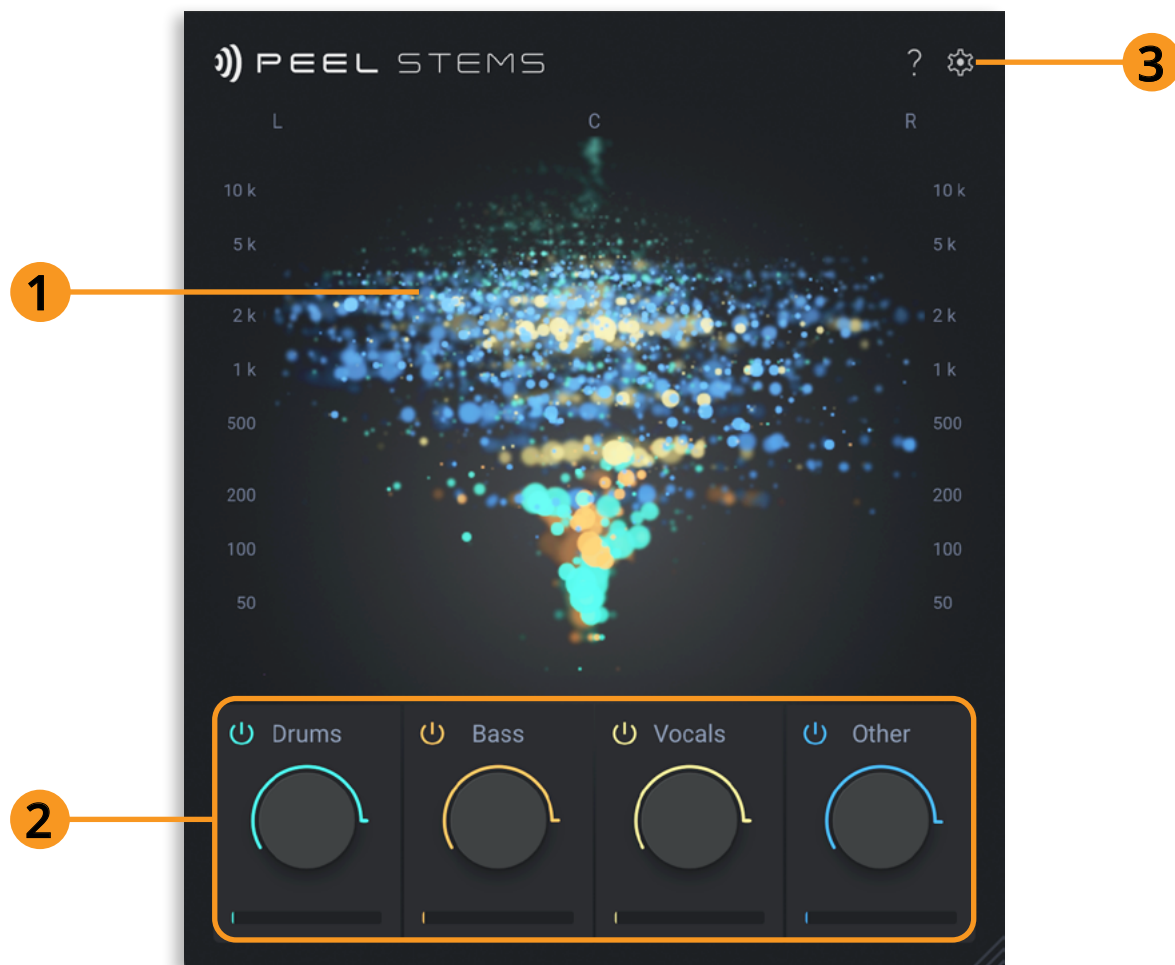 PEEL STEMS ? 3
L C R
10 k 10 k
5 k 5 k
1
2 k 2 k
1 k 1 k
500 500
200 200
100 100
50 50
Drums Bass Vocals Other
2